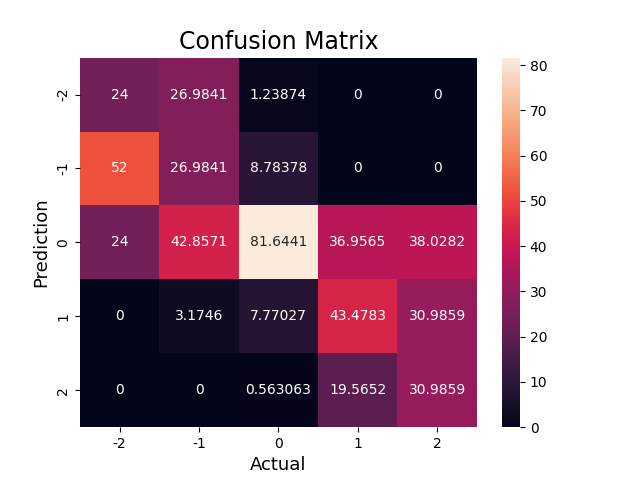 Confusion Matrix
-2 24 26.9841 1.23874 0 0
-1 52 26.9841 8.78378 0 0
0 24 42.8571 81.6441 36.9565 38.0282
1 0 3.1746 7.77027 43.4783 30.9859
2 0 0 0.563063 19.5652 30.9859
-2 -1 0 1 2
Actual
Prediction
80
70
60
50
40
30
20
10
0